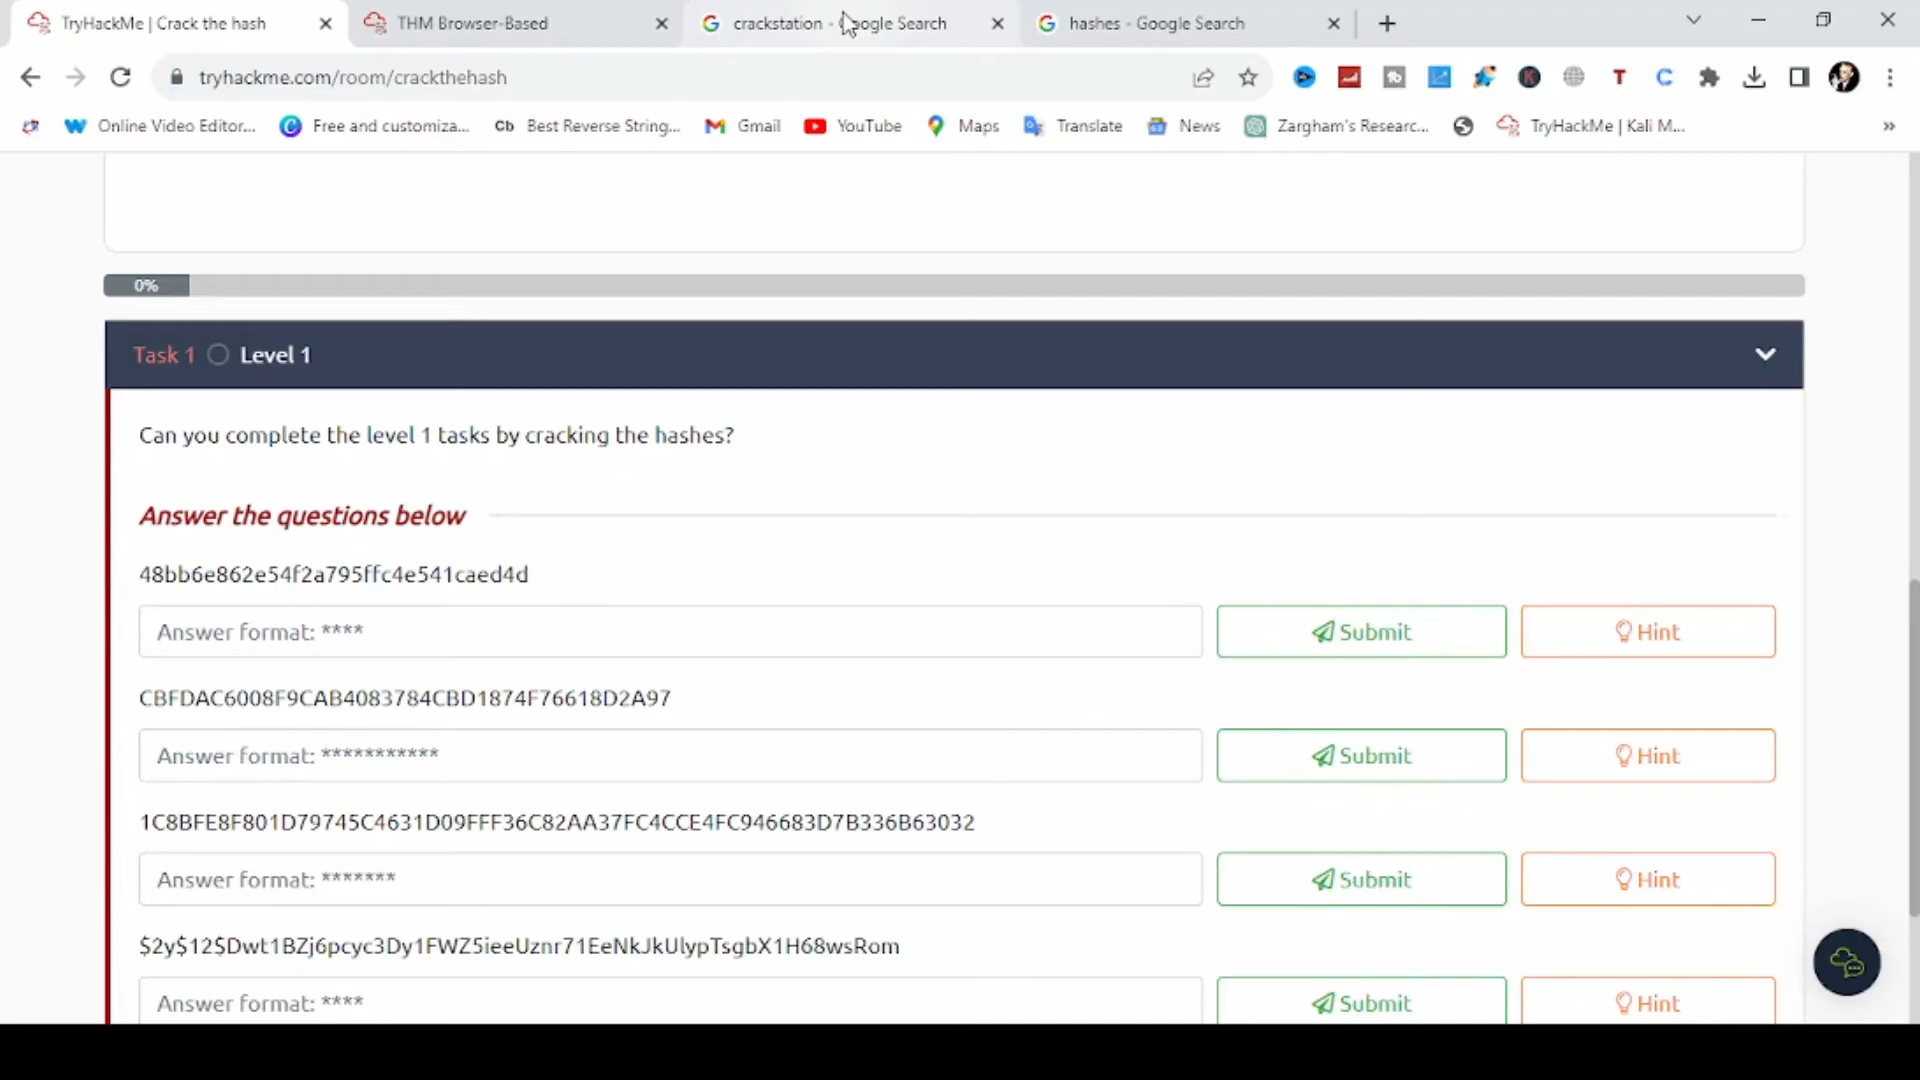 TryHackMe | Crack the hash
THM Browser-Based
crackstation - Google Search
hashes - Google Search
tryhackme.com/room/crackthehash
Online Video Editor...
Free and customiza...
Cb Best Reverse String...
Gmail
YouTube
Maps
Translate
News
Zargham's Researc...
TryHackMe | Kali M...
»
0%
Task 1 Level 1
Can you complete the level 1 tasks by cracking the hashes?
Answer the questions below
48bb6e862e54f2a795ffc4e541caed4d
Answer format: ****
Submit
Hint
CBFDAC6008F9CAB4083784CBD1874F76618D2A97
Answer format: ***********
Submit
Hint
1C8BFE8F801D79745C4631D09FFF36C82AA37FC4CCE4FC946683D7B336B63032
Answer format: *******
Submit
Hint
$2y$12$Dwt1BZj6pcyc3Dy1FWZ5ieeUznr71EeNkJkUlypTsgbX1H68wsRom
Answer format: ****
Submit
Hint